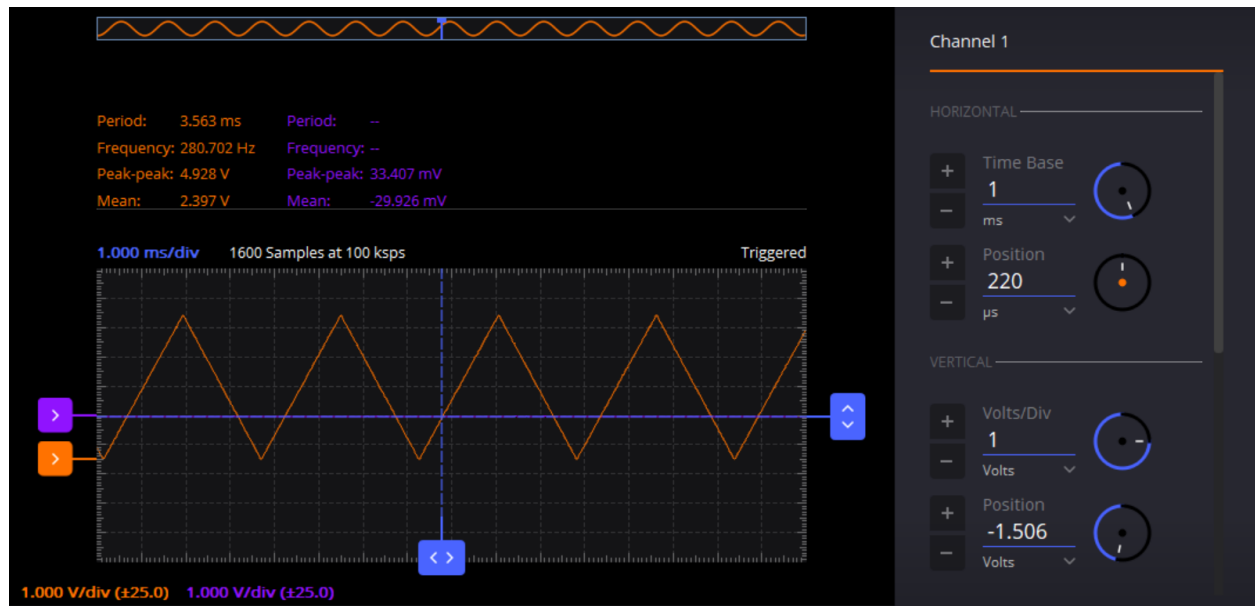 Channel 1
HORIZONTAL
Period: 3.563 ms Period: --
Frequency: 280.702 Hz Frequency: --
Peak-peak: 4.928 V Peak-peak: 33.407 mV
Mean: 2.397 V Mean: -29.926 mV
+ Time Base
1
− ms
1.000 ms/div 1600 Samples at 100 ksps Triggered
+ Position
220
− µs
VERTICAL
+ Volts/Div
1
− Volts
+ Position
-1.506
− Volts
1.000 V/div (±25.0) 1.000 V/div (±25.0)